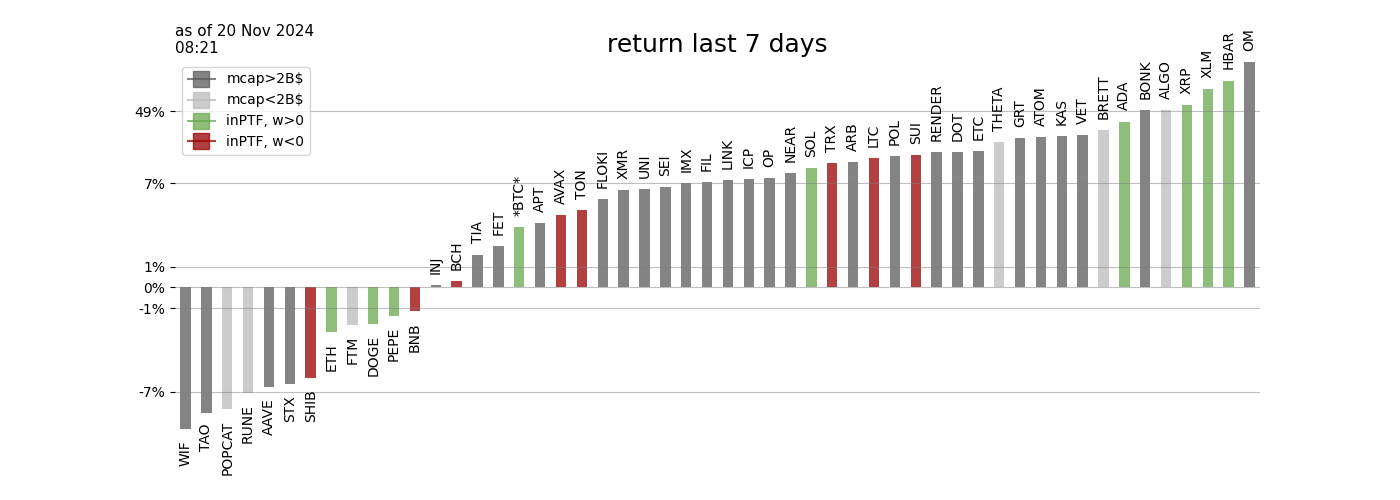 as of 20 Nov 2024
08:21
return last 7 days
mcap>2B$
mcap<2B$
inPTF, w>0
inPTF, w<0
49%
7%
1%
0%
-1%
-7%
WIF
TAO
POPCAT
RUNE
AAVE
STX
SHIB
ETH
FTM
DOGE
PEPE
BNB
INJ
BCH
TIA
FET
*BTC*
APT
AVAX
TON
FLOKI
XMR
UNI
SEI
IMX
FIL
LINK
ICP
OP
NEAR
SOL
TRX
ARB
LTC
POL
SUI
RENDER
DOT
ETC
THETA
GRT
ATOM
KAS
VET
BRETT
ADA
BONK
ALGO
XRP
XLM
HBAR
OM